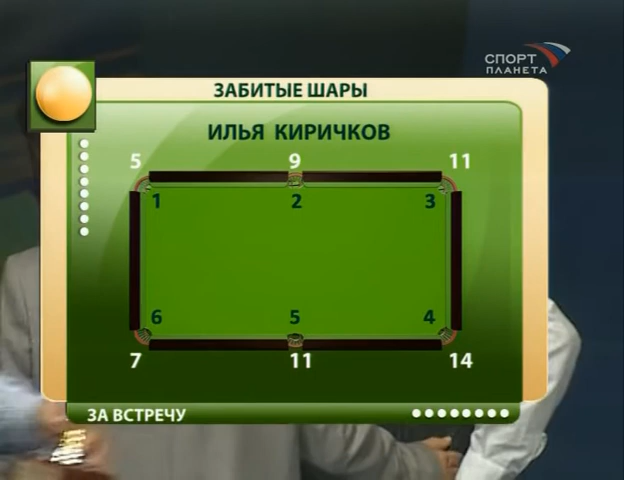 СПОРТ
ПЛАНЕТА
ЗАБИТЫЕ ШАРЫ
ИЛЬЯ КИРИЧКОВ
5 9 11
1 2 3
6 5 4
7 11 14
ЗА ВСТРЕЧУ